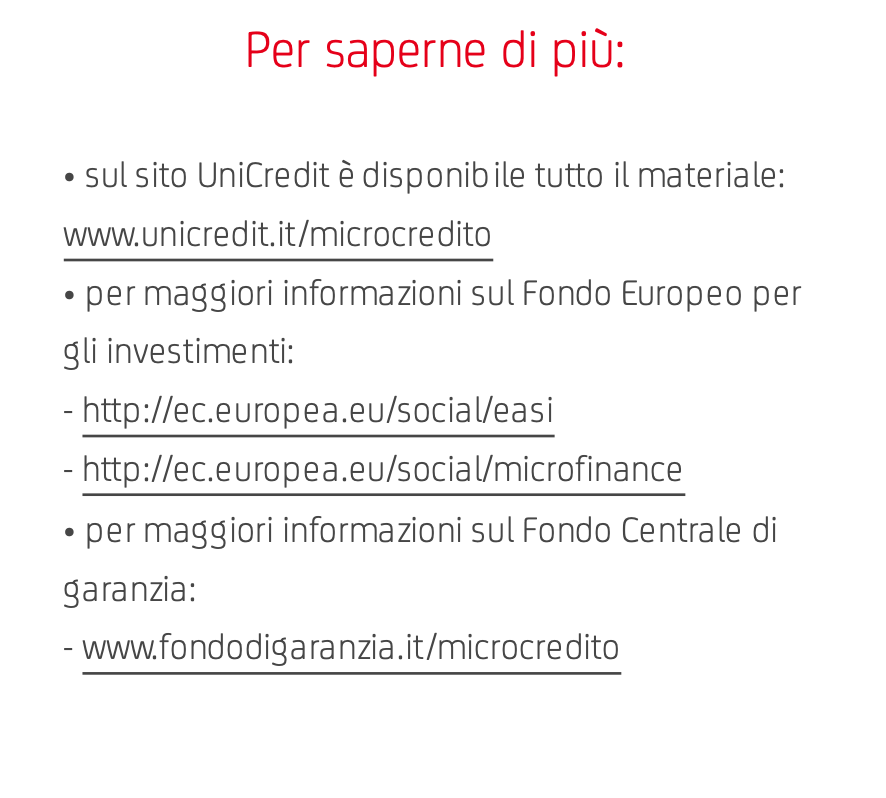 Per saperne di più:
• sul sito UniCredit è disponibile tutto il materiale:
www.unicredit.it/microcredito
• per maggiori informazioni sul Fondo Europeo per
gli investimenti:
- http://ec.europea.eu/social/easi
- http://ec.europea.eu/social/microfinance
• per maggiori informazioni sul Fondo Centrale di
garanzia:
- www.fondodigaranzia.it/microcredito